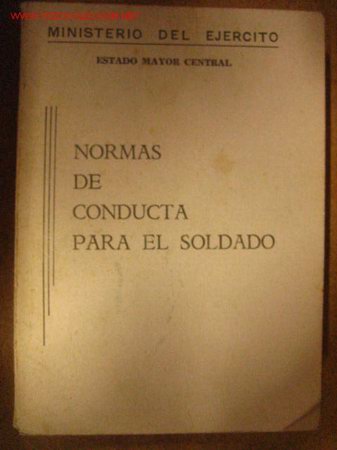 MINISTERIO DEL EJERCITO
ESTADO MAYOR CENTRAL
NORMAS
DE
CONDUCTA
PARA EL SOLDADO